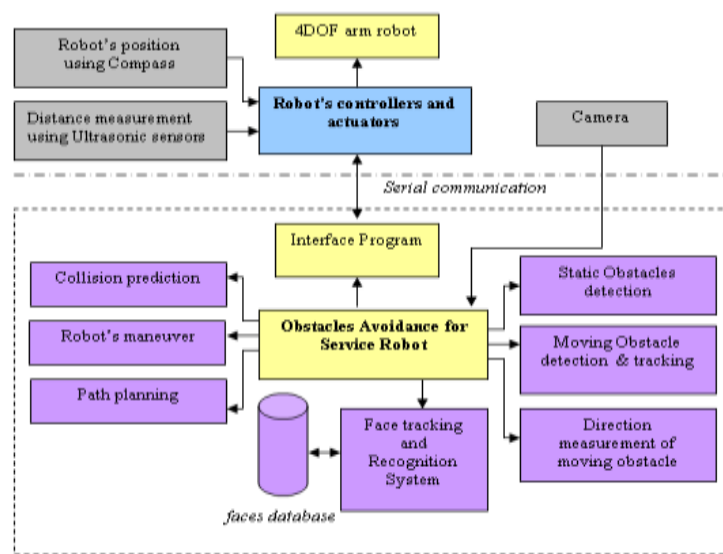 4DOF arm robot
Robot's position
using Compass
Robot's controllers and
actuators
Distance measurement
using Ultrasonic sensors
Camera
Serial communication
Interface Program
Collision prediction
Static Obstacles
detection
Obstacles Avoidance for
Service Robot
Robot's maneuver
Moving Obstacle
detection & tracking
Path planning
Face tracking
and
Recognition
System
Direction
measurement of
moving obstacle
faces database